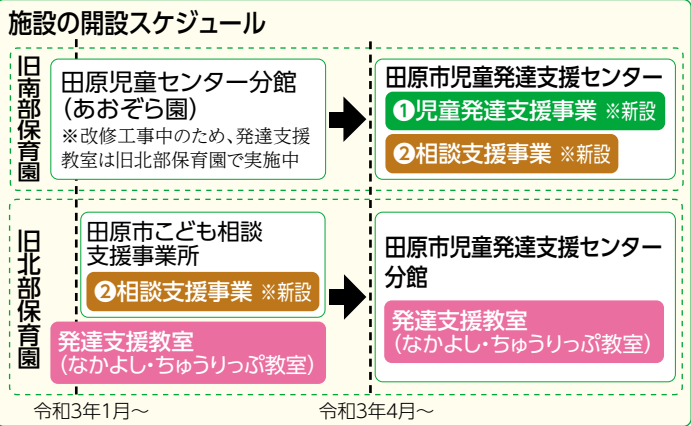 施設の開設スケジュール
旧南部保育園
田原児童センター分館
(あおぞら園)
※改修工事中のため、発達支援
教室は旧北部保育園で実施中
田原市児童発達支援センター
❶児童発達支援事業 ※新設
❷相談支援事業 ※新設
旧北部保育園
田原市こども相談
支援事業所
❷相談支援事業 ※新設
発達支援教室
(なかよし・ちゅうりっぷ教室)
田原市児童発達支援センター
分館
発達支援教室
(なかよし・ちゅうりっぷ教室)
令和3年1月~
令和3年4月~